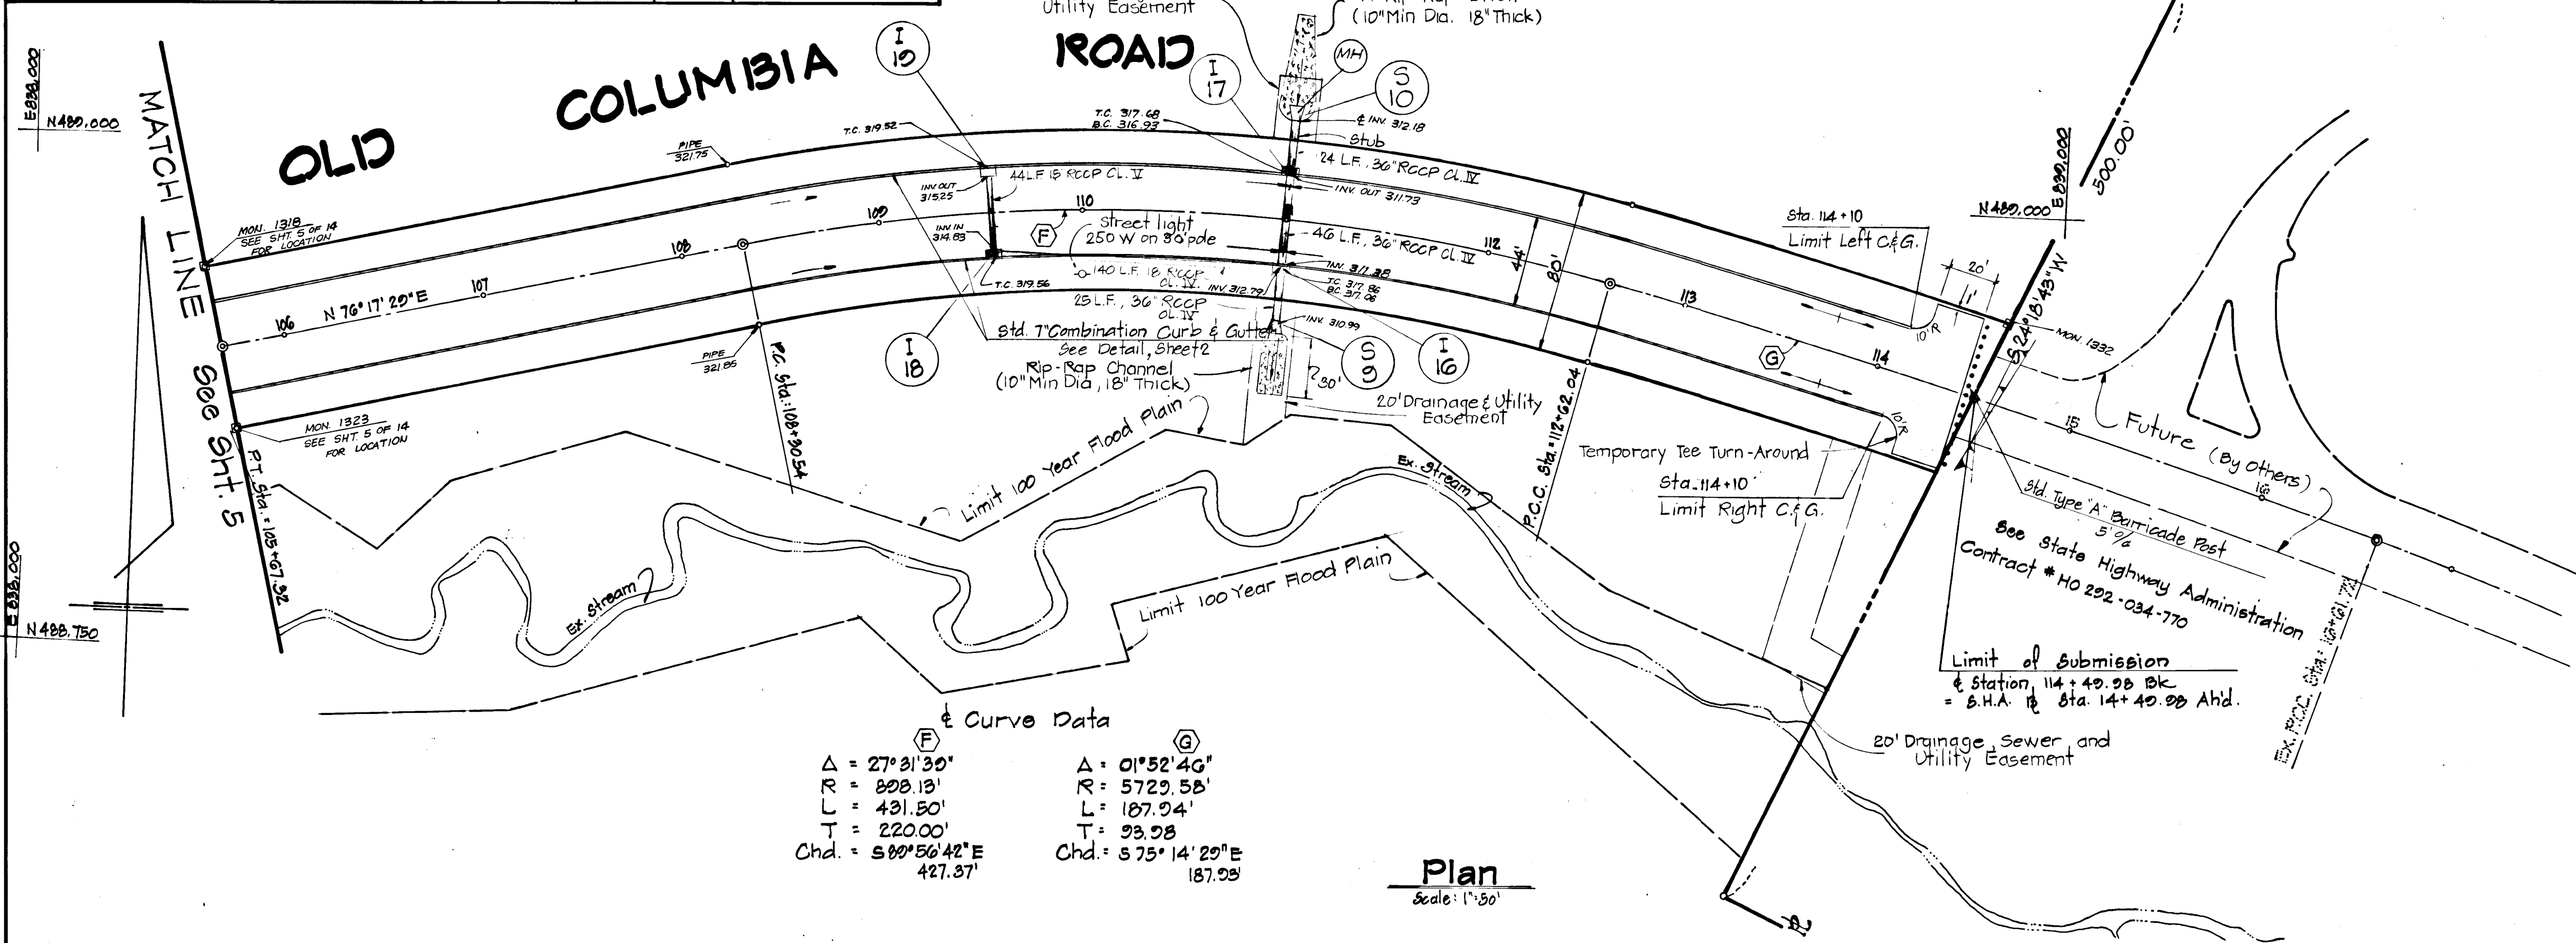 Utility Easement
(10"Min Dia. 18"Thick)
OLD COLUMBIA ROAD
I
19
I
17
MH
S
10
E 838,000
N 489,000
MATCH LINE See Sht. 5
T.C. 319.52
T.C. 317.68
B.C. 316.93
℄ INV. 312.18
Stub
PIPE
321.75
24 L.F., 36" RCCP CL. IV
INV. OUT 311.73
44 L.F. 15 RCCP CL. IV
INV OUT
315.25
MON. 1318
SEE SHT. 5 OF 14
FOR LOCATION
106
107
108
109
110
112
113
114
15
16
N 76° 17' 29" E
INV IN
314.83
F
Street light
250 W on 30' pole
46 L.F., 36" RCCP CL. IV
44'
80'
Sta. 114+10
Limit Left C.&G.
N 489,000
E 839,000
500.00'
20'
1'
10'R
S 24° 18' 43" W
MON. 1332
T.C. 319.56
140 L.F. 18 RCCP
CL. IV.
INV. 312.79
INV. 311.38
T.C. 317.86
B.C. 317.06
25 L.F., 36" RCCP
CL. IV
INV. 310.99
Std. 7" Combination Curb & Gutter
See Detail, Sheet 2
Rip-Rap Channel
(10"Min Dia, 18" Thick)
30'
I
18
S
9
I
16
20' Drainage & Utility
Easement
PIPE
321.85
P.C. Sta.:108+30.54
MON. 1323
SEE SHT. 5 OF 14
FOR LOCATION
P.T. Sta. = 105+67.92
Limit 100 Year Flood Plain
Ex. Stream
P.C.C. Sta. = 112+62.04
G
10'R
Temporary Tee Turn-Around
Sta. 114+10
Limit Right C.&G.
Future (By Others)
Std. Type "A" Barricade Post
5' o/c
See State Highway Administration
Contract # HO 292-034-770
E 838,000
N 488,750
Ex. Stream
Limit 100 Year Flood Plain
Limit of Submission
℄ Station 114+49.98 Bk
= S.H.A. ℄ Sta. 14+49.98 Ah'd.
Ex. P.C.C. Sta: 16+61.72
20' Drainage, Sewer, and
Utility Easement
℄ Curve Data
F
Δ = 27°31'39"
R = 898.13'
L = 431.50'
T = 220.00'
Chd. = S 89°56'42" E
427.37'
G
Δ = 01°52'46"
R = 5729.58'
L = 187.94'
T = 93.98
Chd. = S 75° 14' 29" E
187.93'
Plan
Scale: 1"=50'